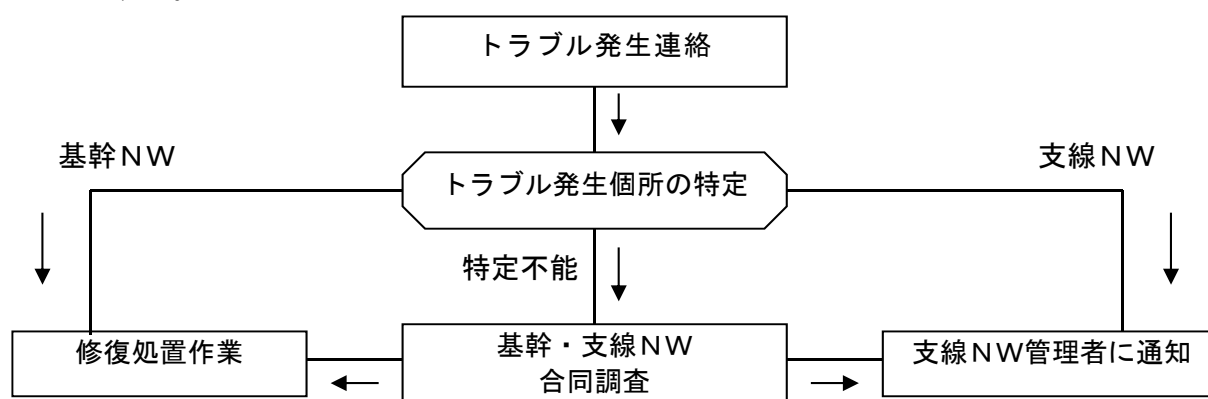 トラブル発生連絡
基幹ＮＷ
支線ＮＷ
トラブル発生個所の特定
特定不能
修復処置作業
基幹・支線ＮＷ
合同調査
支線ＮＷ管理者に通知